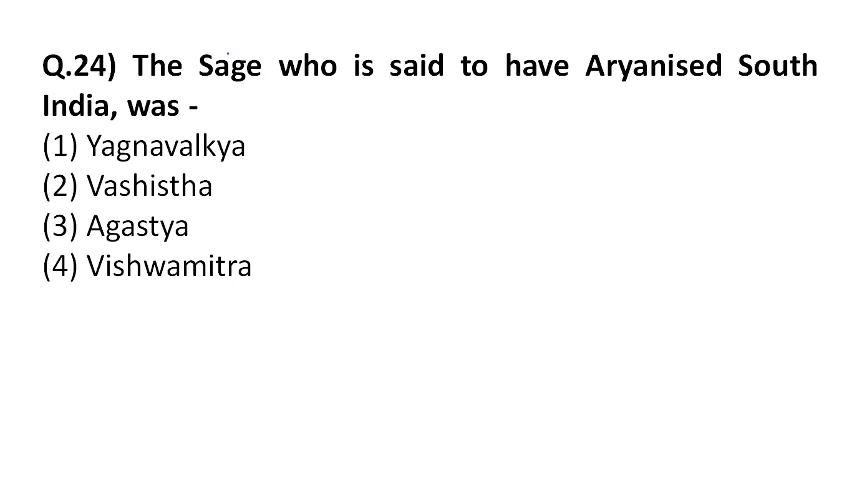 Q.24) The Sage who is said to have Aryanised South
India, was -
(1) Yagnavalkya
(2) Vashistha
(3) Agastya
(4) Vishwamitra